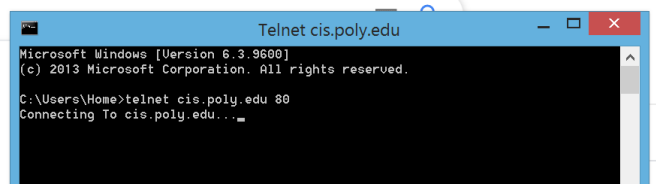 Telnet cis.poly.edu
Microsoft Windows [Version 6.3.9600]
(c) 2013 Microsoft Corporation. All rights reserved.
C:\Users\Home>telnet cis.poly.edu 80
Connecting To cis.poly.edu..._